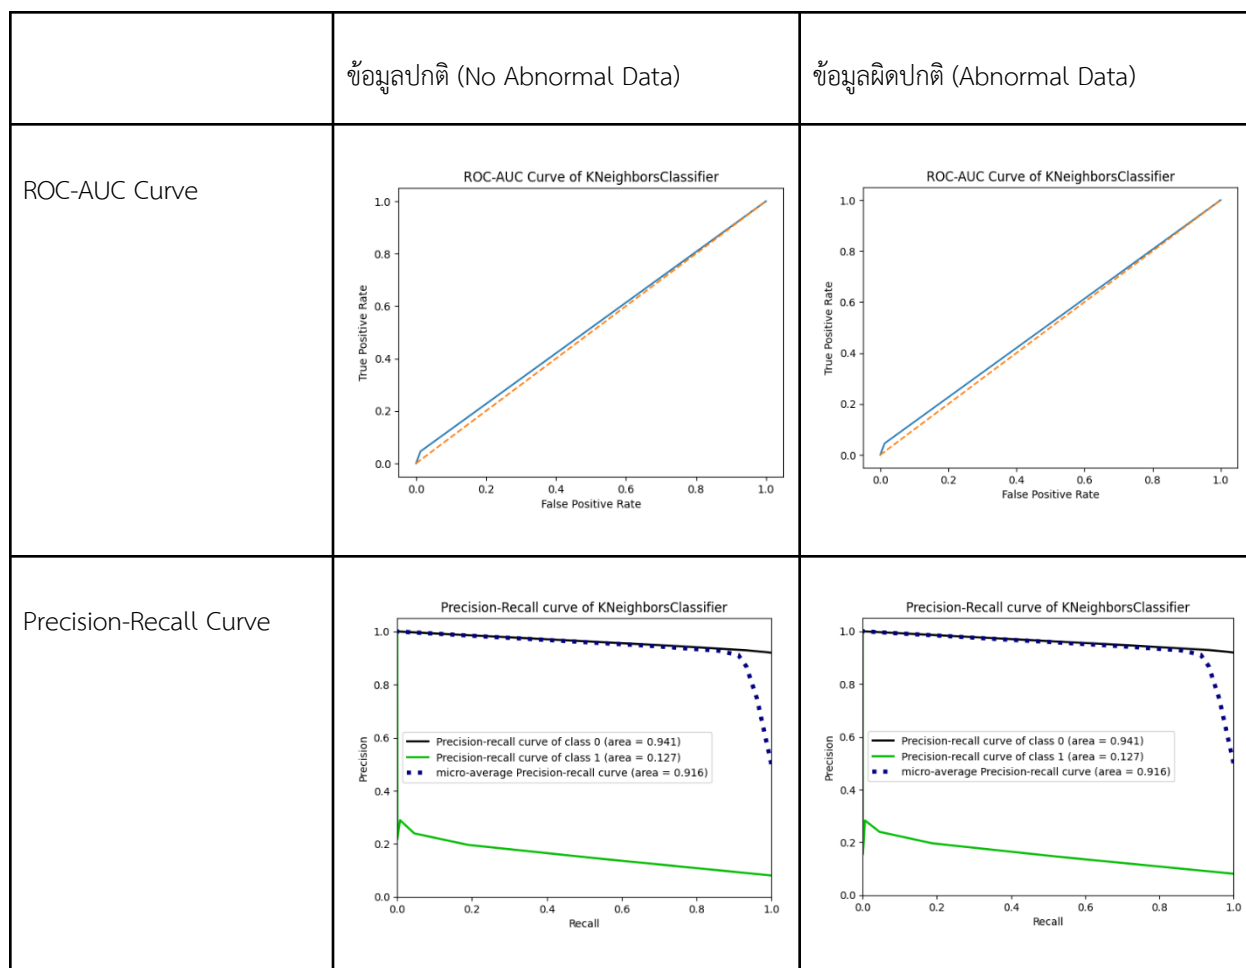 ข้อมูลปกติ (No Abnormal Data)
ข้อมูลผิดปกติ (Abnormal Data)
ROC-AUC Curve
ROC-AUC Curve of KNeighborsClassifier
1.0
0.8
0.6
0.4
0.2
0.0
True Positive Rate
0.0 0.2 0.4 0.6 0.8 1.0
False Positive Rate
ROC-AUC Curve of KNeighborsClassifier
1.0
0.8
0.6
0.4
0.2
0.0
True Positive Rate
0.0 0.2 0.4 0.6 0.8 1.0
False Positive Rate
Precision-Recall Curve
Precision-Recall curve of KNeighborsClassifier
1.0
0.8
0.6
0.4
0.2
0.0
Precision
Precision-recall curve of class 0 (area = 0.941)
Precision-recall curve of class 1 (area = 0.127)
micro-average Precision-recall curve (area = 0.916)
0.0 0.2 0.4 0.6 0.8 1.0
Recall
Precision-Recall curve of KNeighborsClassifier
1.0
0.8
0.6
0.4
0.2
0.0
Precision
Precision-recall curve of class 0 (area = 0.941)
Precision-recall curve of class 1 (area = 0.127)
micro-average Precision-recall curve (area = 0.916)
0.0 0.2 0.4 0.6 0.8 1.0
Recall